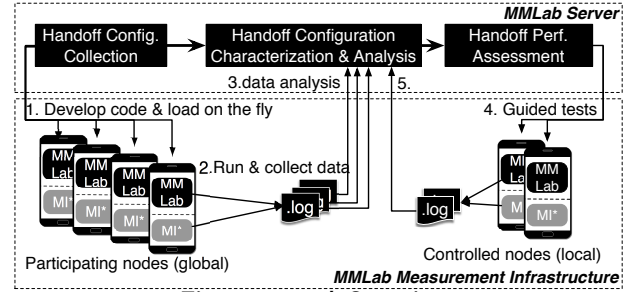 MMLab Server
Handoff Config.
Collection
Handoff Configuration
Characterization & Analysis
Handoff Perf.
Assessment
3.data analysis
5.
1. Develop code & load on the fly
4. Guided tests
2.Run & collect data
MM
Lab
MI*
MM
Lab
MI*
MM
Lab
MI*
MM
Lab
MI*
.log
.log
MM
Lab
MI*
MM
Lab
MI*
Participating nodes (global)
Controlled nodes (local)
MMLab Measurement Infrastructure